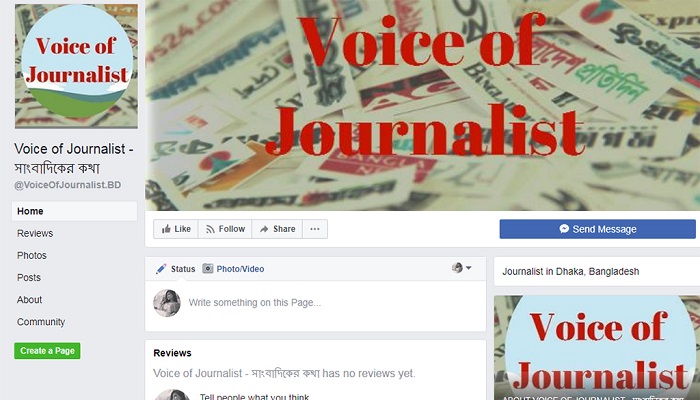 Voice of
Journalist
Voice of
Journalist
Voice of Journalist -
সাংবাদিকের কথা
@VoiceOfJournalist.BD
Home
Reviews
Photos
Posts
About
Community
Create a Page
Like
Follow
Share
Send Message
Status
Photo/Video
Write something on this Page...
Reviews
Voice of Journalist - সাংবাদিকের কথা has no reviews yet.
Tell people what you think
Journalist in Dhaka, Bangladesh
Voice of
Journalist
ABOUT VOICE OF JOURNALIST - সাংবাদিকের কথা